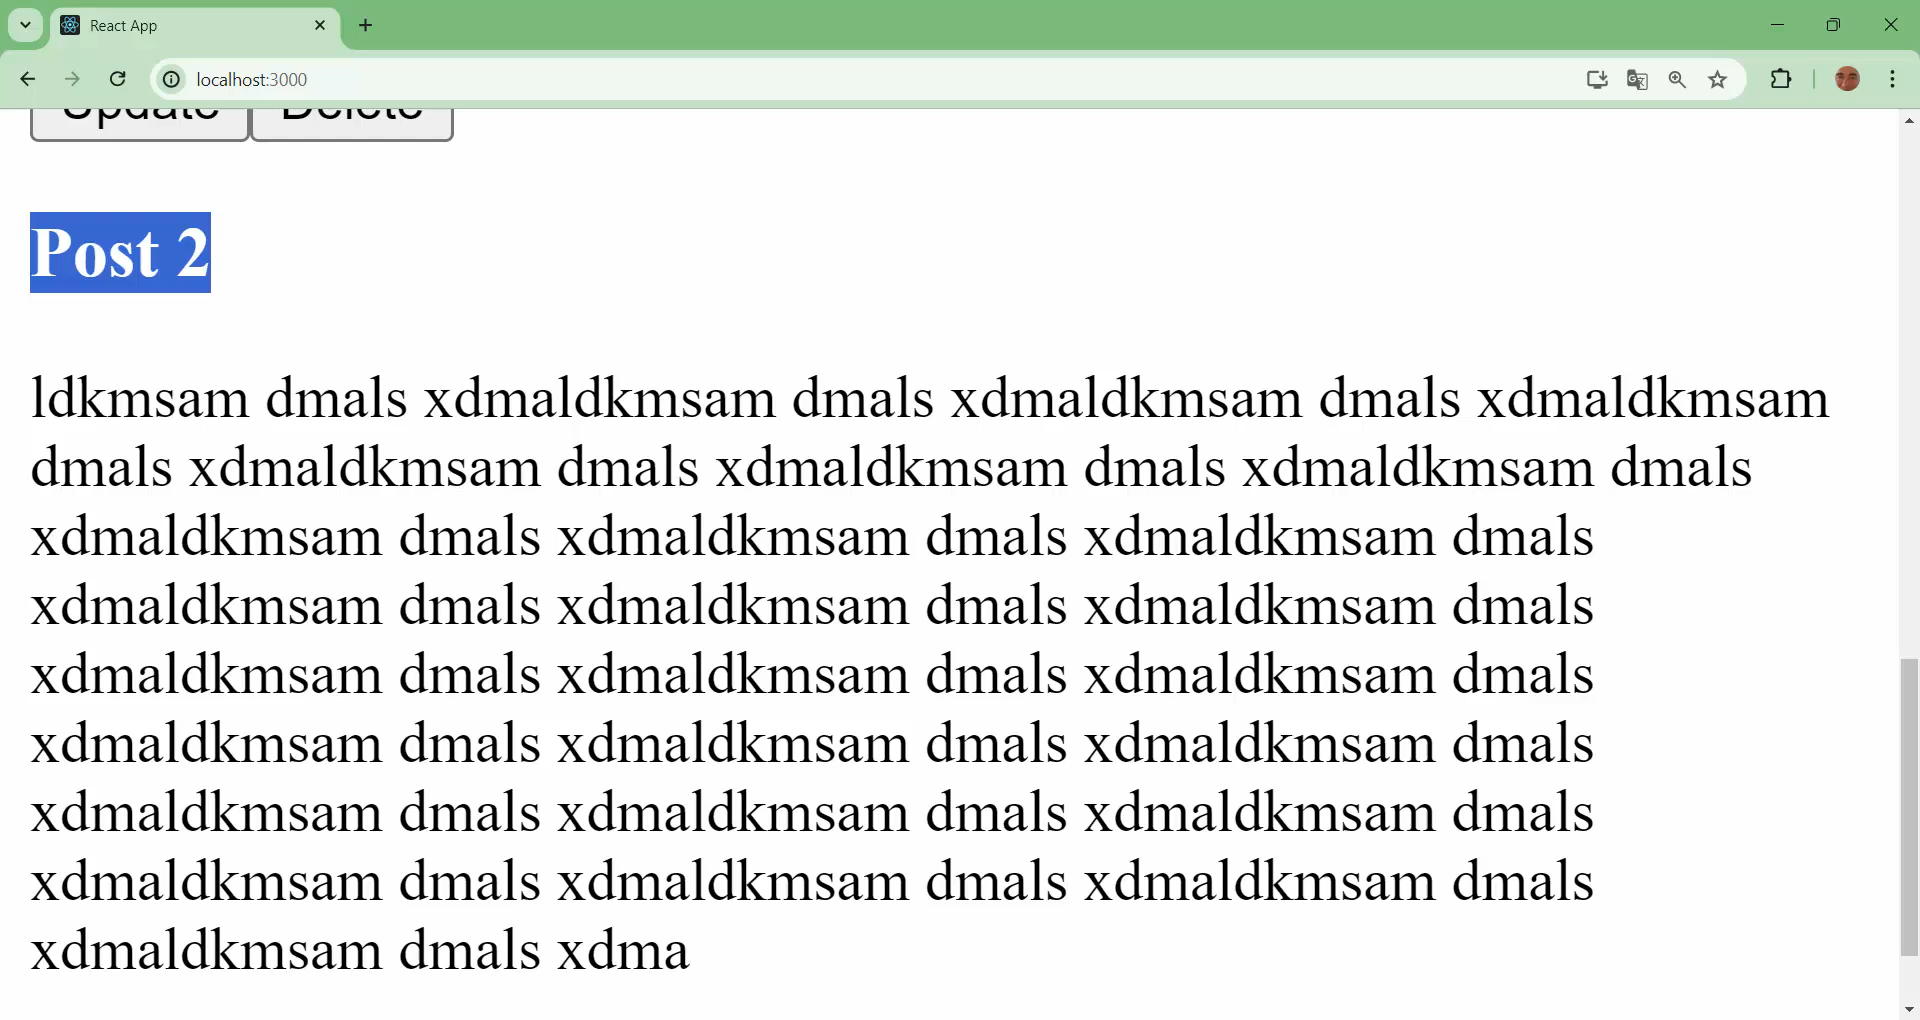 React App
localhost:3000
Update Delete
Post 2
ldkmsam dmals xdmaldkmsam dmals xdmaldkmsam dmals xdmaldkmsam
dmals xdmaldkmsam dmals xdmaldkmsam dmals xdmaldkmsam dmals
xdmaldkmsam dmals xdmaldkmsam dmals xdmaldkmsam dmals
xdmaldkmsam dmals xdmaldkmsam dmals xdmaldkmsam dmals
xdmaldkmsam dmals xdmaldkmsam dmals xdmaldkmsam dmals
xdmaldkmsam dmals xdmaldkmsam dmals xdmaldkmsam dmals
xdmaldkmsam dmals xdmaldkmsam dmals xdmaldkmsam dmals
xdmaldkmsam dmals xdmaldkmsam dmals xdmaldkmsam dmals
xdmaldkmsam dmals xdma